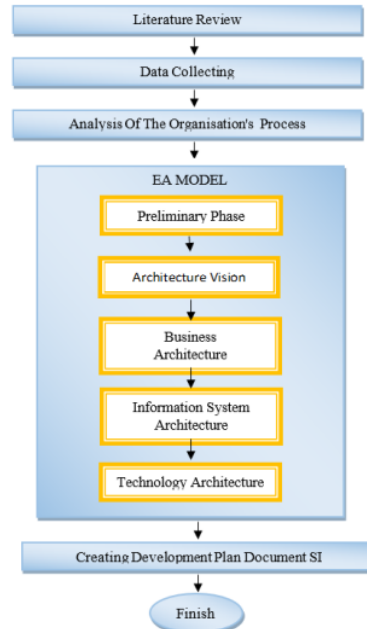 Literature Review
Data Collecting
Analysis Of The Organisation's Process
EA MODEL
Preliminary Phase
Architecture Vision
Business
Architecture
Information System
Architecture
Technology Architecture
Creating Development Plan Document SI
Finish